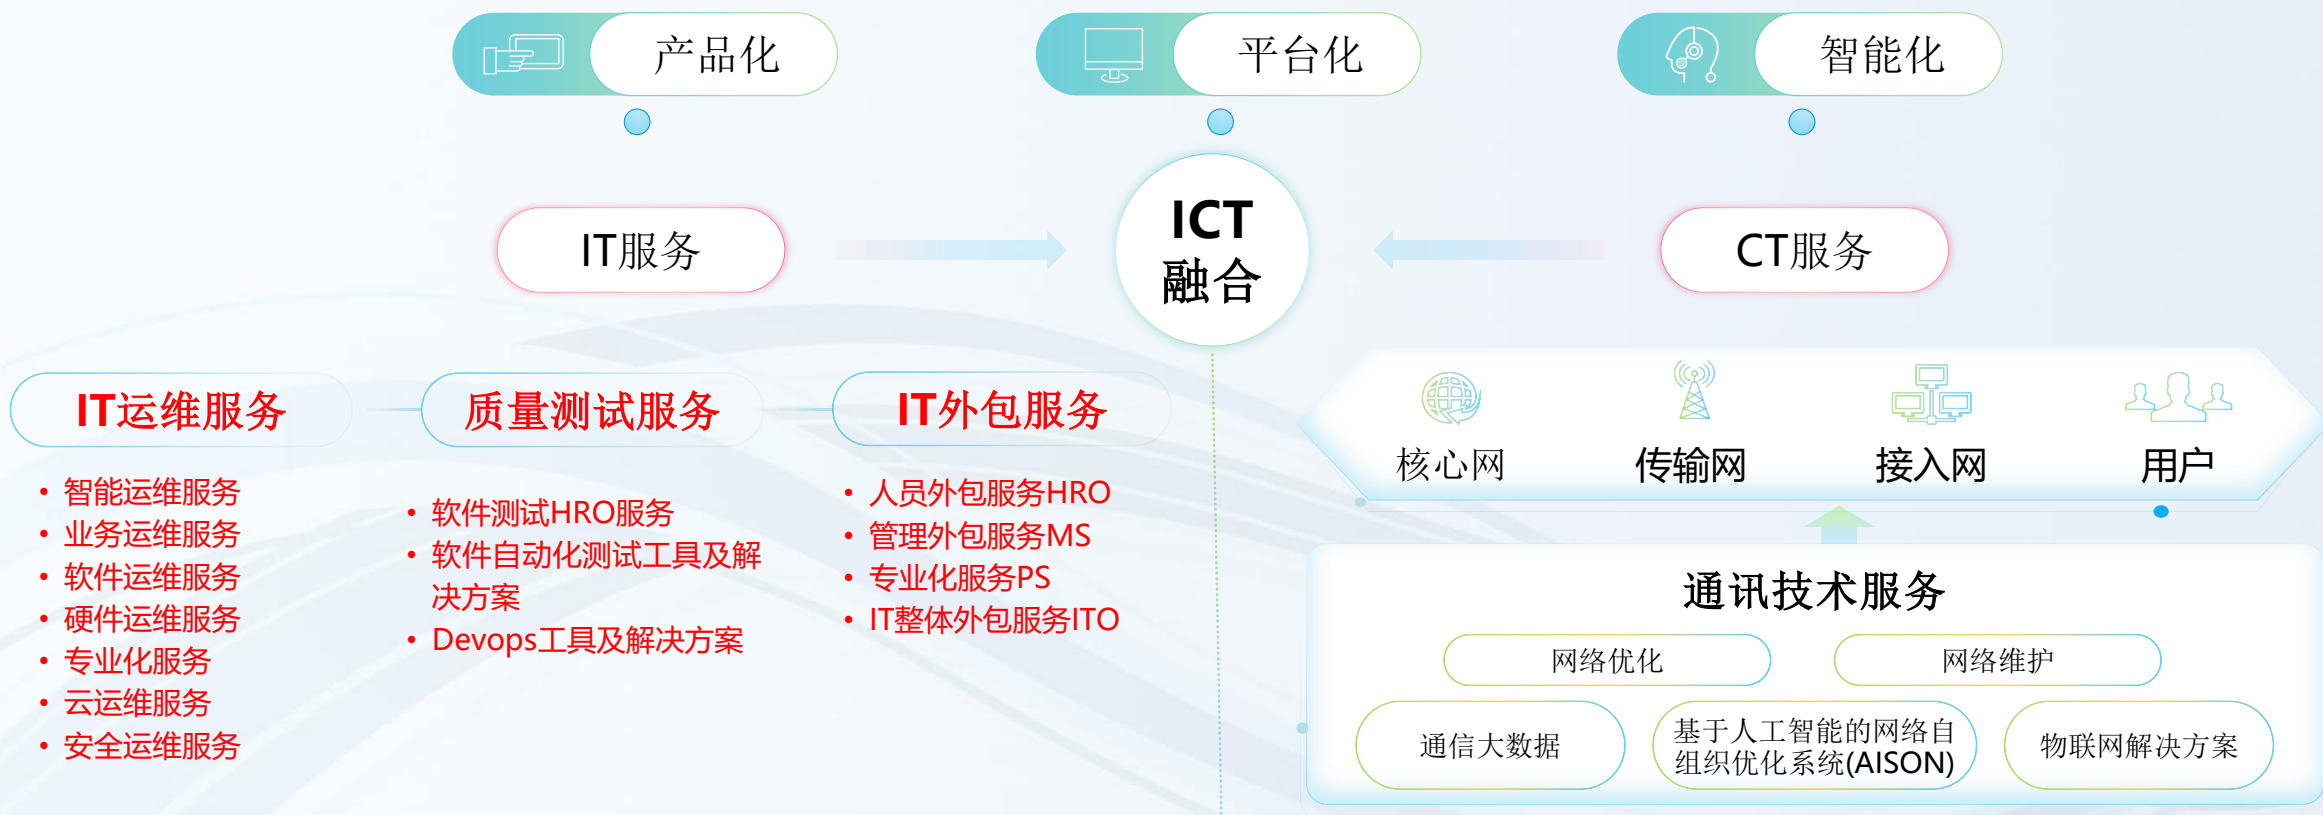 产品化
平台化
智能化
IT服务
ICT
融合
CT服务
IT运维服务
• 智能运维服务
• 业务运维服务
• 软件运维服务
• 硬件运维服务
• 专业化服务
• 云运维服务
• 安全运维服务
质量测试服务
• 软件测试HRO服务
• 软件自动化测试工具及解
决方案
• Devops工具及解决方案
IT外包服务
• 人员外包服务HRO
• 管理外包服务MS
• 专业化服务PS
• IT整体外包服务ITO
核心网
传输网
接入网
用户
通讯技术服务
网络优化
网络维护
通信大数据
基于人工智能的网络自
组织优化系统(AISON)
物联网解决方案